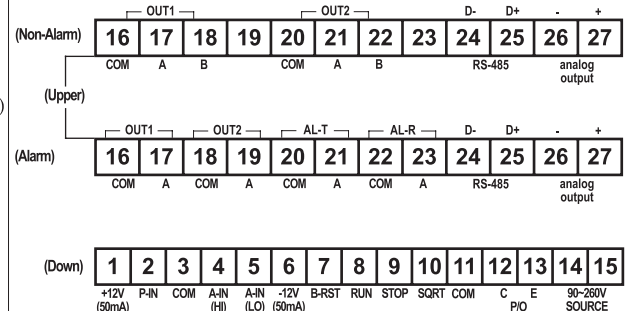 OUT1 OUT2 D- D+ - +
(Non-Alarm) 16 17 18 19 20 21 22 23 24 25 26 27
COM A B COM A B RS-485 analog
output
(Upper)
)
OUT1 OUT2 AL-T AL-R D- D+ - +
(Alarm) 16 17 18 19 20 21 22 23 24 25 26 27
COM A COM A COM A COM A RS-485 analog
output
(Down) 1 2 3 4 5 6 7 8 9 10 11 12 13 14 15
+12V P-IN COM A-IN A-IN -12V B-RST RUN STOP SQRT COM C E 90~260V
(50mA) (HI) (LO) (50mA) P/O SOURCE